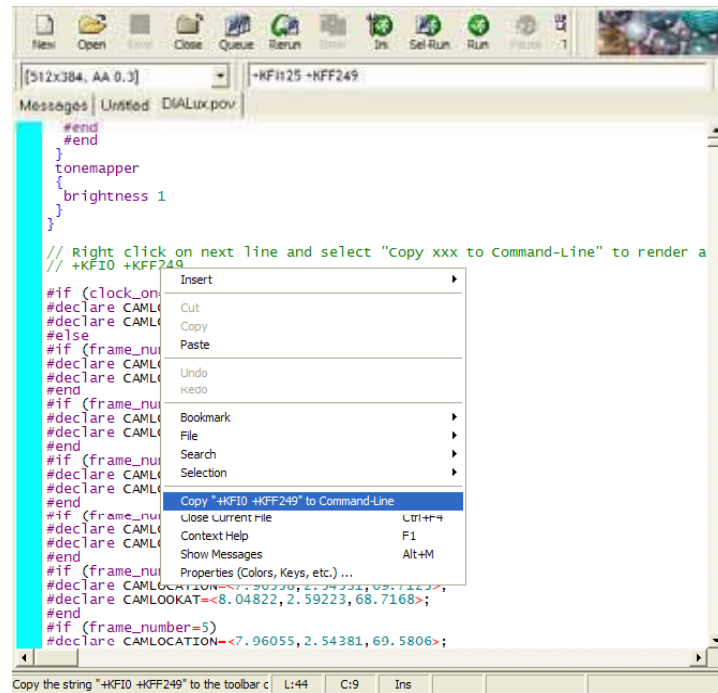 New Open Close Queue Rerun Ini Sel-Run Run
[512x384, AA 0.3] +KFI125 +KFF249
Messages Untitled DIALux.pov
#end
#end
}
tonemapper
{
brightness 1
}
}
// Right click on next line and select "Copy xxx to Command-Line" to render a
// +KFI0 +KFF249
Insert
#if (clock_on
#declare CAMLO
Cut
#declare CAML
Copy
#else
Paste
#if (frame_nu
#declare CAML
Undo
#declare CAML
Redo
#end
#if (frame_nu
Bookmark
#declare CAML
File
#declare CAML
Search
#end
#if (frame_nu
Selection
#declare CAML
#declare CAML
Copy "+KFI0 +KFF249" to Command-Line
#end
Close Current File Ctrl+F4
#if (frame_nu
#declare CAML
Context Help F1
#declare CAML
Show Messages Alt+M
#end
#if (frame_nu
Properties (Colors, Keys, etc.) ...
#declare CAMLOCATION=<7.96
#declare CAMLOOKAT=<8.04822,2.59223,68.7168>;
#end
#if (frame_number=5)
#declare CAMLOCATION=<7.96055,2.54381,69.5806>;
Copy the string "+KFI0 +KFF249" to the toolbar c L:44 C:9 Ins